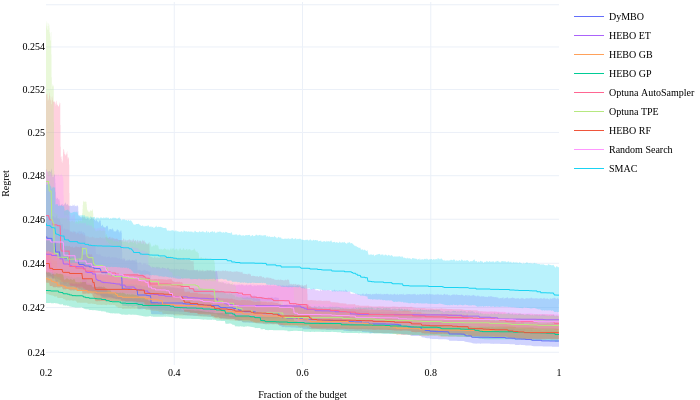 0.254
0.252
0.25
0.248
0.246
0.244
0.242
0.24
Regret
0.2
0.4
0.6
0.8
1
Fraction of the budget
DyMBO
HEBO ET
HEBO GB
HEBO GP
Optuna AutoSampler
Optuna TPE
HEBO RF
Random Search
SMAC